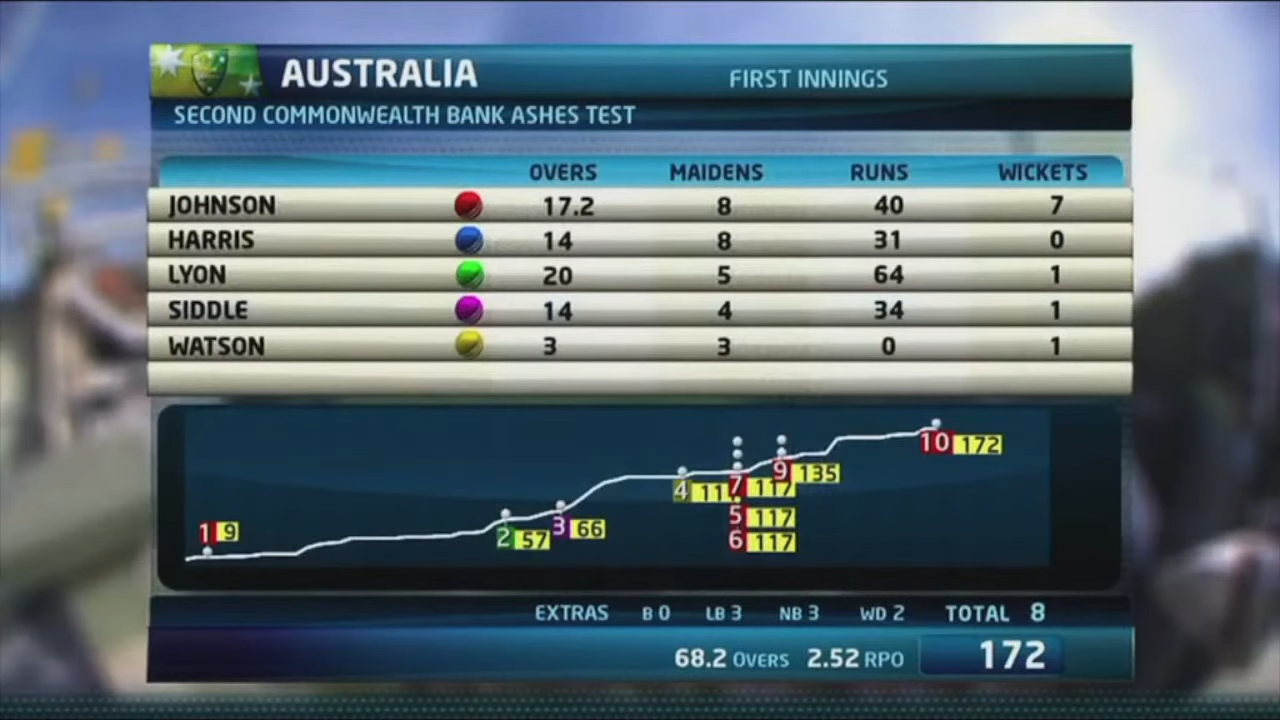 AUSTRALIA FIRST INNINGS
SECOND COMMONWEALTH BANK ASHES TEST
OVERS MAIDENS RUNS WICKETS
JOHNSON 17.2 8 40 7
HARRIS 14 8 31 0
LYON 20 5 64 1
SIDDLE 14 4 34 1
WATSON 3 3 0 1
10 172
9 135
4 11
7 117
5 117
1 9
2 57
3 66
6 117
EXTRAS B 0 LB 3 NB 3 WD 2 TOTAL 8
68.2 OVERS 2.52 RPO 172